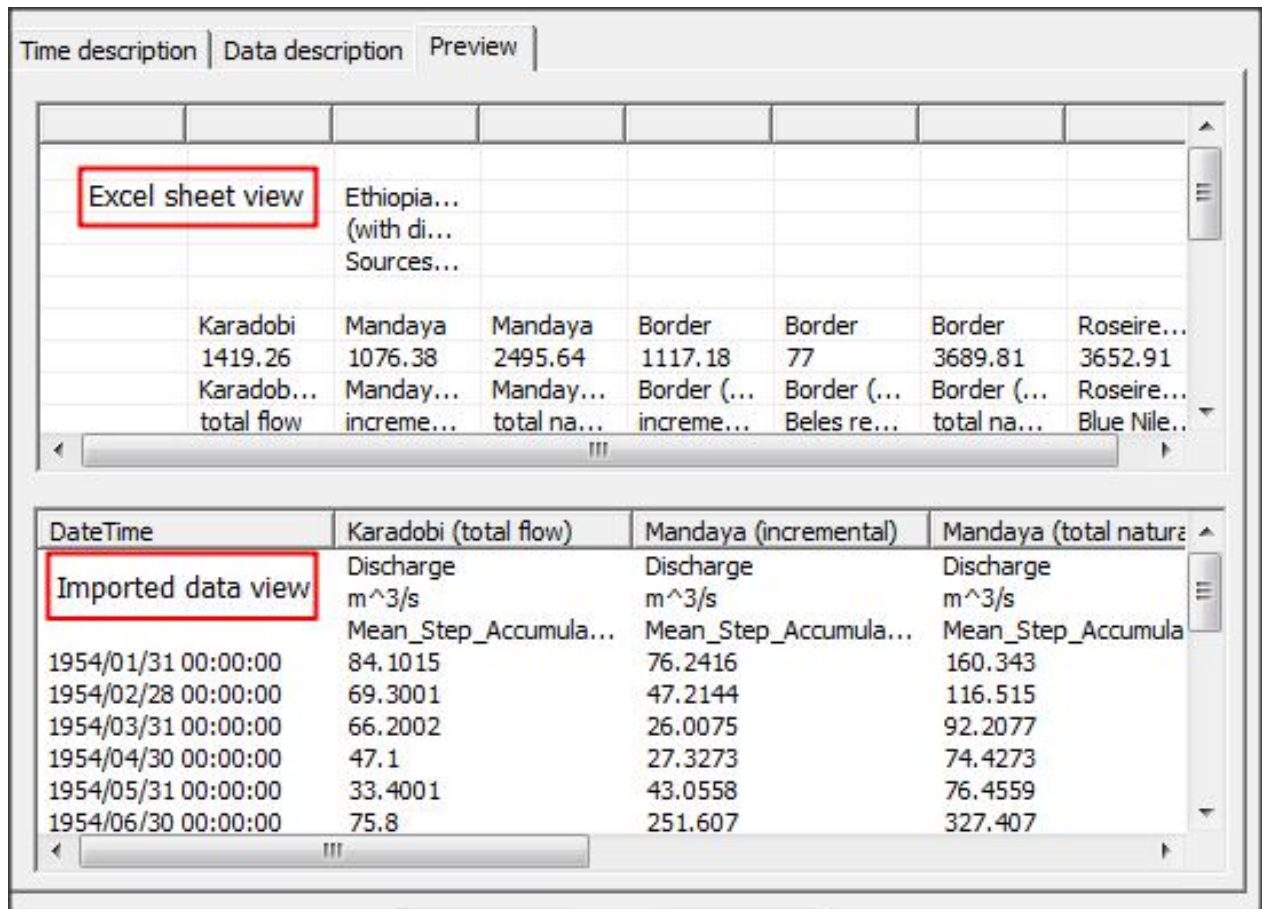 Time description Data description Preview
Excel sheet view Ethiopia...
(with di...
Sources...
Karadobi Mandaya Mandaya Border Border Border Roseire...
1419.26 1076.38 2495.64 1117.18 77 3689.81 3652.91
Karadob... Manday... Manday... Border (... Border (... Border (... Roseire...
total flow increme... total na... increme... Beles re... total na... Blue Nile..
DateTime Karadobi (total flow) Mandaya (incremental) Mandaya (total natura
Imported data view
Discharge Discharge Discharge
m^3/s m^3/s m^3/s
Mean_Step_Accumula... Mean_Step_Accumula... Mean_Step_Accumula
1954/01/31 00:00:00 84.1015 76.2416 160.343
1954/02/28 00:00:00 69.3001 47.2144 116.515
1954/03/31 00:00:00 66.2002 26.0075 92.2077
1954/04/30 00:00:00 47.1 27.3273 74.4273
1954/05/31 00:00:00 33.4001 43.0558 76.4559
1954/06/30 00:00:00 75.8 251.607 327.407